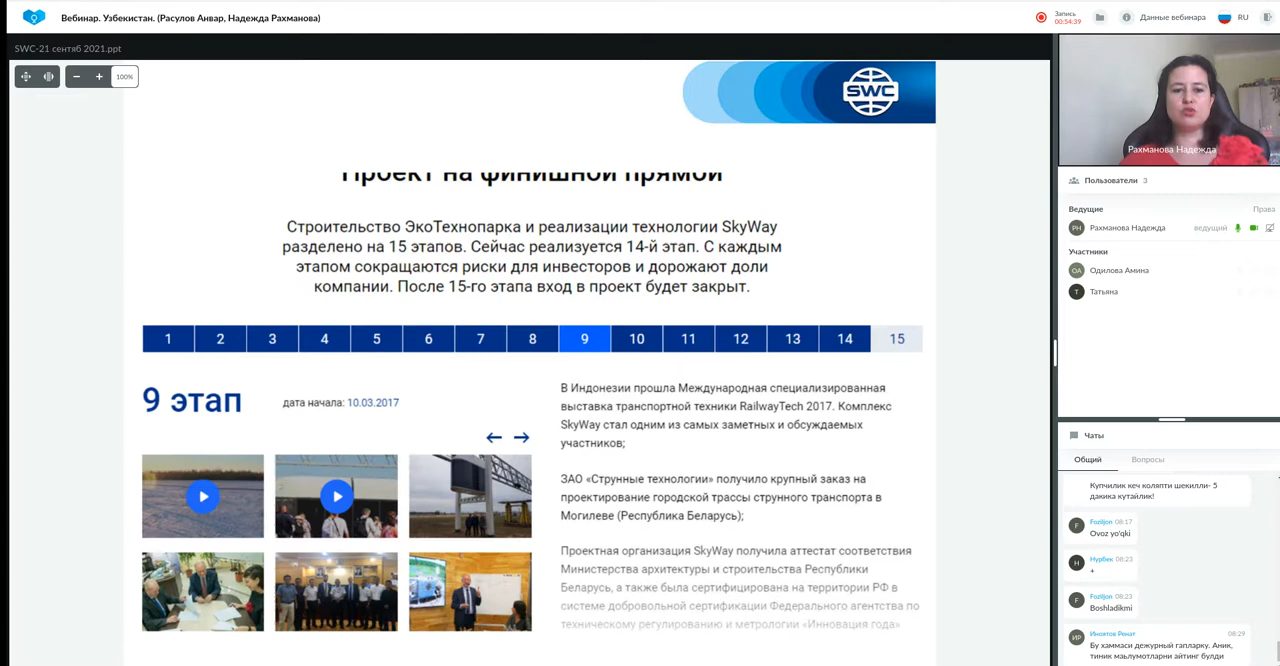 Вебинар. Узбекистан. (Расулов Анвар, Надежда Рахманова)
Запись
00:54:39
Данные вебинара
RU
SWC-21 сентяб 2021.ppt
100%
SWC
Проект на финишной прямой
Строительство ЭкоТехнопарка и реализации технологии SkyWay
разделено на 15 этапов. Сейчас реализуется 14-й этап. С каждым
этапом сокращаются риски для инвесторов и дорожают доли
компании. После 15-го этапа вход в проект будет закрыт.
1 2 3 4 5 6 7 8 9 10 11 12 13 14 15
9 этап
дата начала: 10.03.2017
В Индонезии прошла Международная специализированная
выставка транспортной техники RailwayTech 2017. Комплекс
SkyWay стал одним из самых заметных и обсуждаемых
участников;
ЗАО «Струнные технологии» получило крупный заказ на
проектирование городской трассы струнного транспорта в
Могилеве (Республика Беларусь);
Проектная организация SkyWay получила аттестат соответствия
Министерства архитектуры и строительства Республики
Беларусь, а также была сертифицирована на территории РФ в
системе добровольной сертификации Федерального агентства по
техническому регулированию и метрологии «Инновация года»
Рахманова Надежда
Пользователи 3
Ведущие
Права
РН Рахманова Надежда ведущий
Участники
ОА Одилова Амина
Т Татьяна
Чаты
Общий
Вопросы
Купчилик кеч коляпти шекилли- 5
дакика кутайлик!
F Foziljon 08:17
Ovoz yo'qki
Н Нурбек 08:23
+
F Foziljon 08:23
Boshladikmi
ИР Иноятов Ренат 08:29
Бу хаммаси дежурный гапларку. Аник,
тиник маьлумотларни айтинг булди